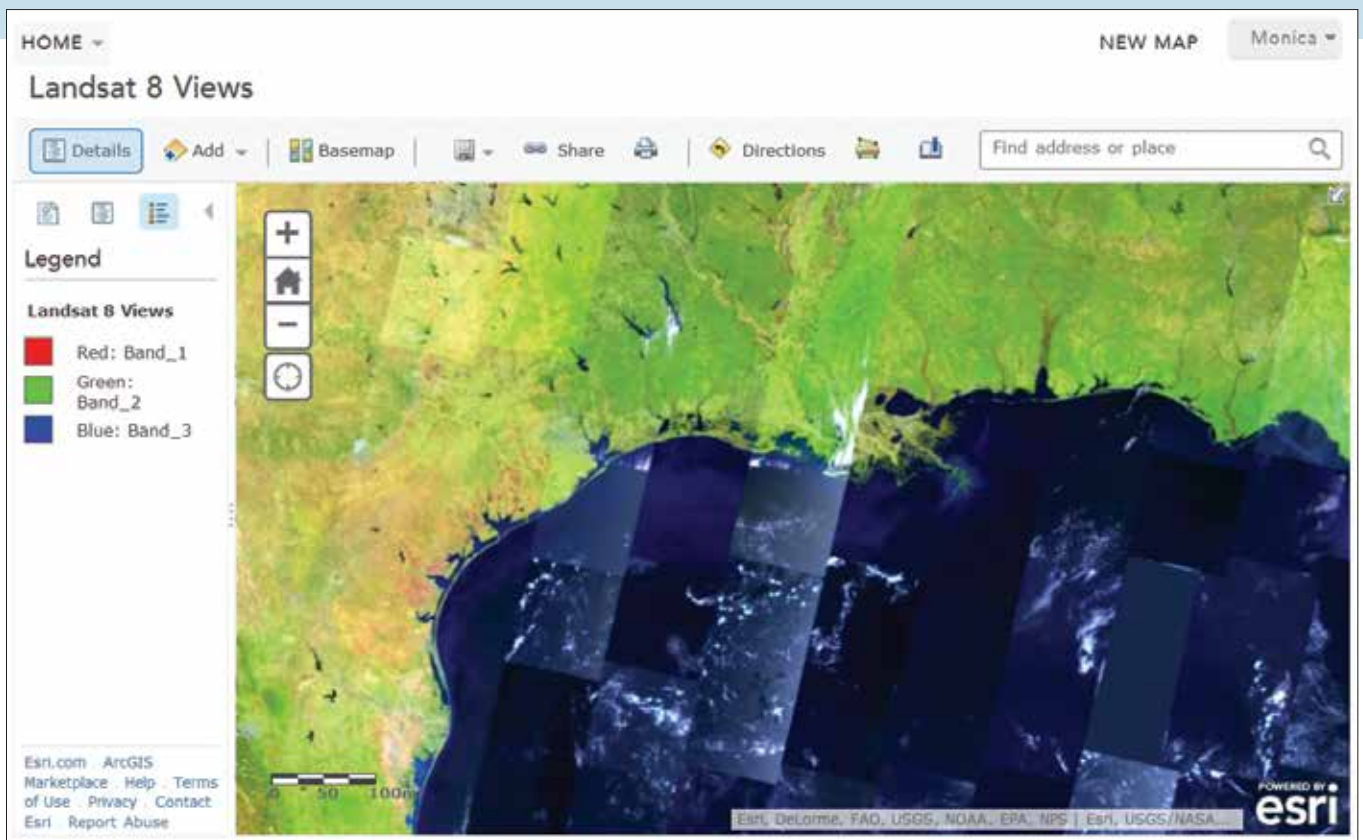 HOME
NEW MAP
Monica
Landsat 8 Views
Details
Add
Basemap
Share
Directions
Find address or place
Legend
Landsat 8 Views
Red: Band_1
Green:
Band_2
Blue: Band_3
Esri.com . ArcGIS
Marketplace . Help . Terms
of Use . Privacy . Contact
Esri . Report Abuse
0 50 100m
Esri, DeLorme, FAO, USGS, NOAA, EPA, NPS | Esri, USGS/NASA...
POWERED BY
esri